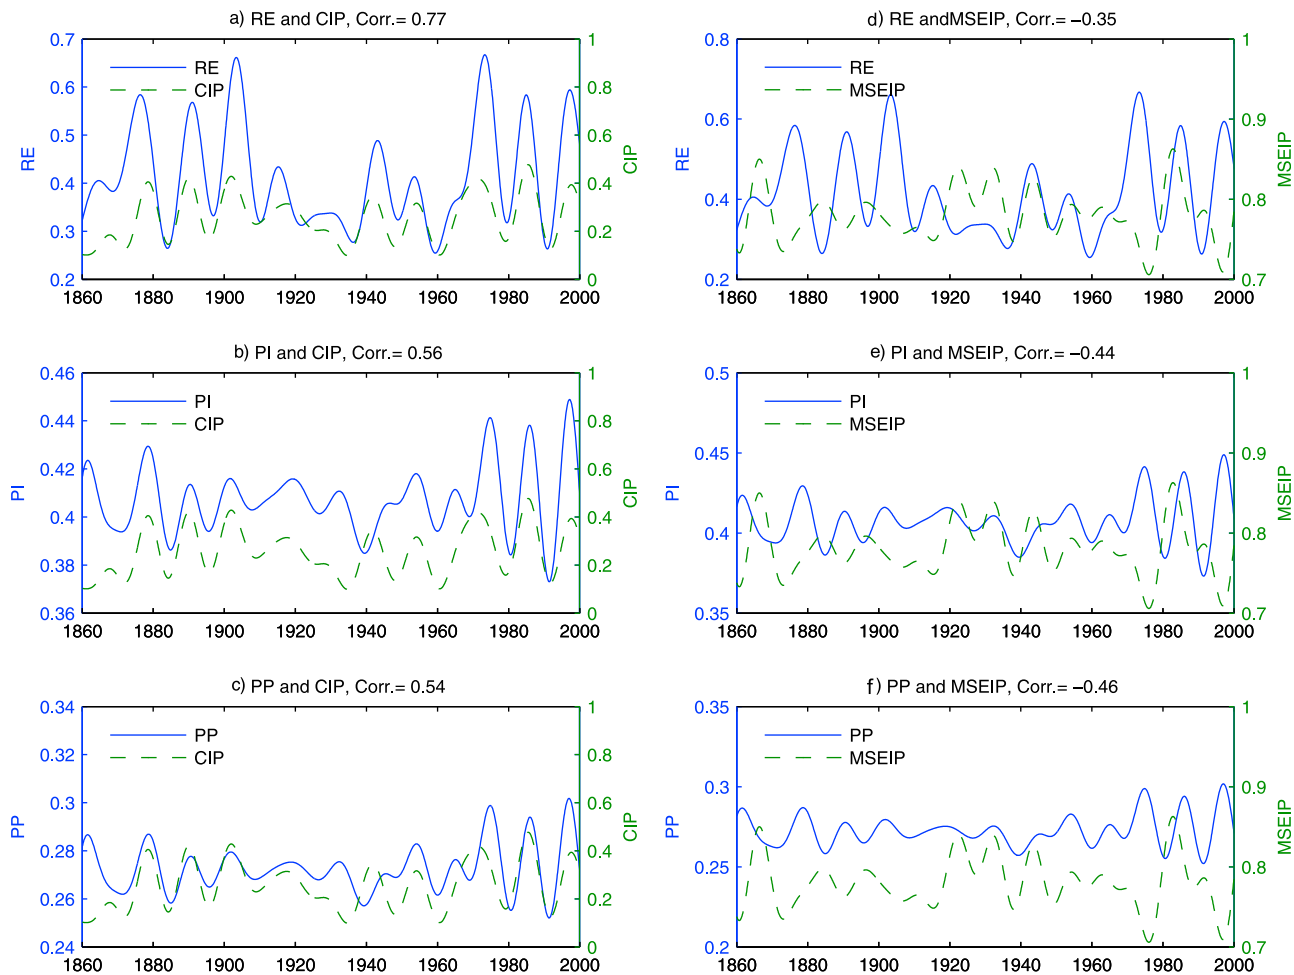 a) RE and CIP, Corr.= 0.77
0.7
0.6
0.5
0.4
0.3
0.2
RE
RE
CIP
1
0.8
0.6
0.4
0.2
0
CIP
1860 1880 1900 1920 1940 1960 1980 2000
d) RE andMSEIP, Corr.= −0.35
0.8
0.6
0.4
0.2
RE
RE
MSEIP
1
0.9
0.8
0.7
MSEIP
1860 1880 1900 1920 1940 1960 1980 2000
b) PI and CIP, Corr.= 0.56
0.46
0.44
0.42
0.4
0.38
0.36
PI
PI
CIP
1
0.8
0.6
0.4
0.2
0
CIP
1860 1880 1900 1920 1940 1960 1980 2000
e) PI and MSEIP, Corr.= −0.44
0.5
0.45
0.4
0.35
PI
PI
MSEIP
1
0.9
0.8
0.7
MSEIP
1860 1880 1900 1920 1940 1960 1980 2000
c) PP and CIP, Corr.= 0.54
0.34
0.32
0.3
0.28
0.26
0.24
PP
PP
CIP
1
0.8
0.6
0.4
0.2
0
CIP
1860 1880 1900 1920 1940 1960 1980 2000
f) PP and MSEIP, Corr.= −0.46
0.35
0.3
0.25
0.2
PP
PP
MSEIP
1
0.9
0.8
0.7
MSEIP
1860 1880 1900 1920 1940 1960 1980 2000